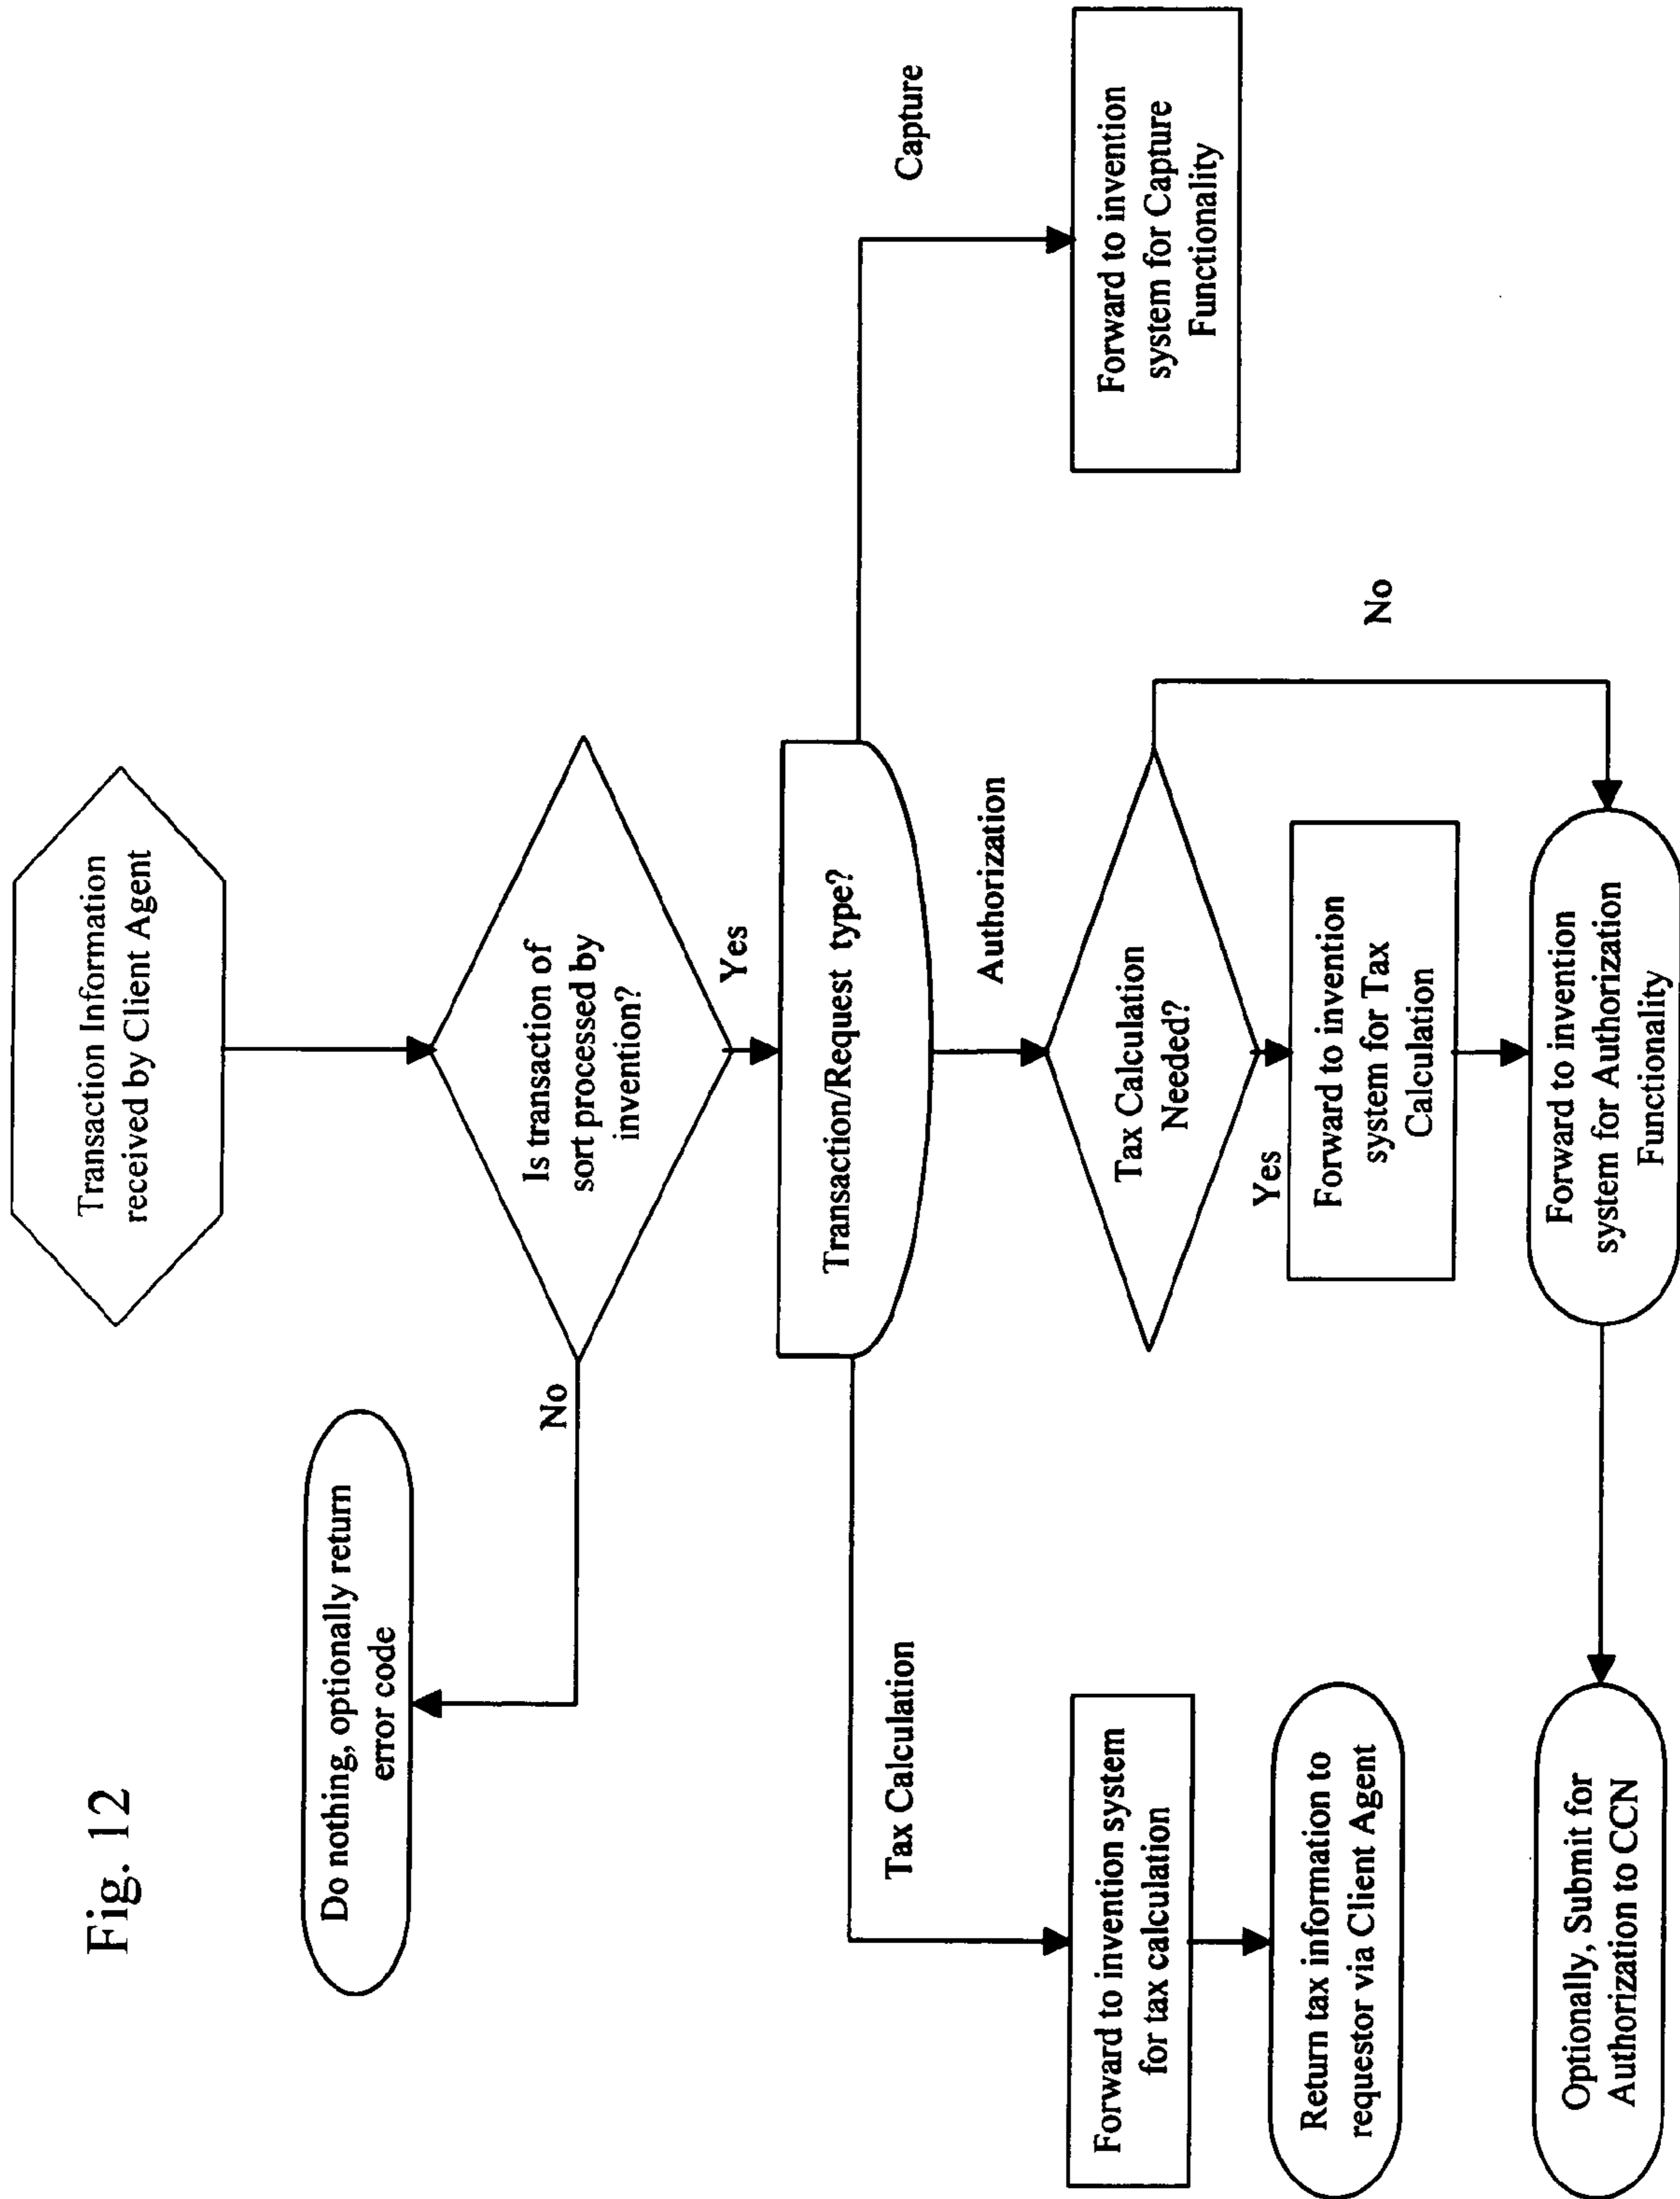 Fig. 12
Transaction Information
received by Client Agent
Do nothing, optionally return
error code
No
Is transaction of
sort processed by
invention?
Yes
Transaction/Request type?
Tax Calculation
Authorization
Capture
Forward to invention system
for tax calculation
Return tax information to
requestor via Client Agent
Tax Calculation
Needed?
Yes
No
Forward to invention
system for Tax
Calculation
Forward to invention
system for Capture
Functionality
Forward to invention
system for Authorization
Functionality
Optionally, Submit for
Authorization to CCN